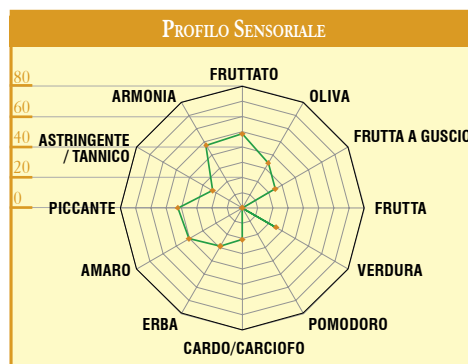 PROFILO SENSORIALE
80
60
40
20
0
FRUTTATO
OLIVA
FRUTTA A GUSCIO
FRUTTA
VERDURA
POMODORO
CARDO/CARCIOFO
ERBA
AMARO
PICCANTE
ASTRINGENTE
/ TANNICO
ARMONIA